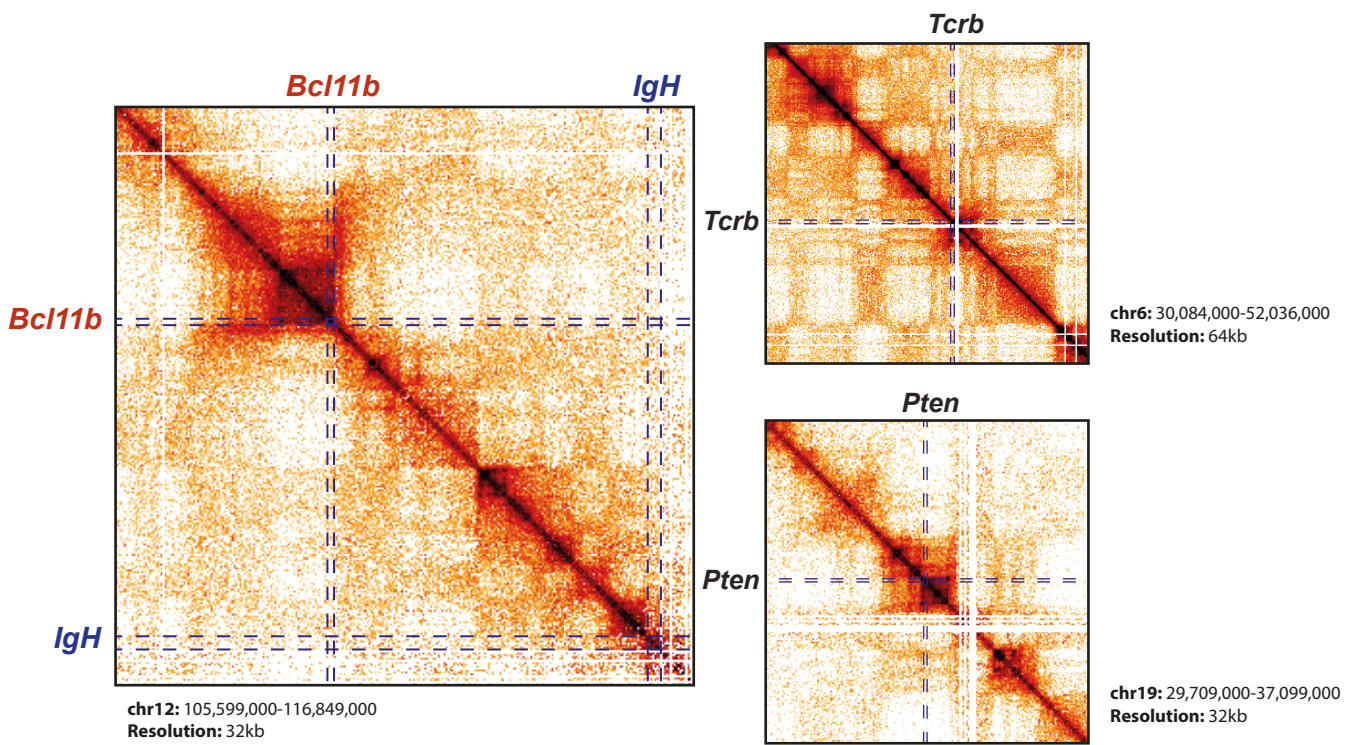 Bcl11b
IgH
Bcl11b
IgH
chr12: 105,599,000-116,849,000
Resolution: 32kb
Tcrb
Tcrb
chr6: 30,084,000-52,036,000
Resolution: 64kb
Pten
Pten
chr19: 29,709,000-37,099,000
Resolution: 32kb